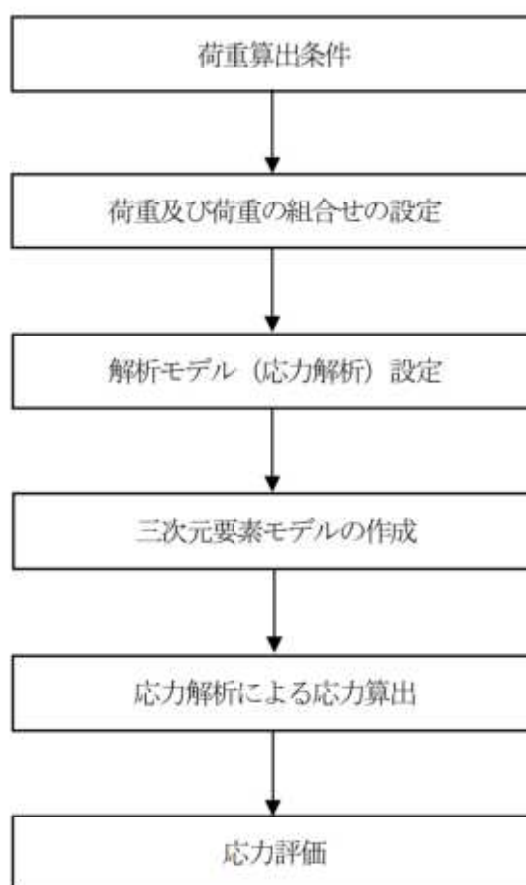 荷重算出条件
荷重及び荷重の組合せの設定
解析モデル（応力解析）設定
三次元要素モデルの作成
応力解析による応力算出
応力評価